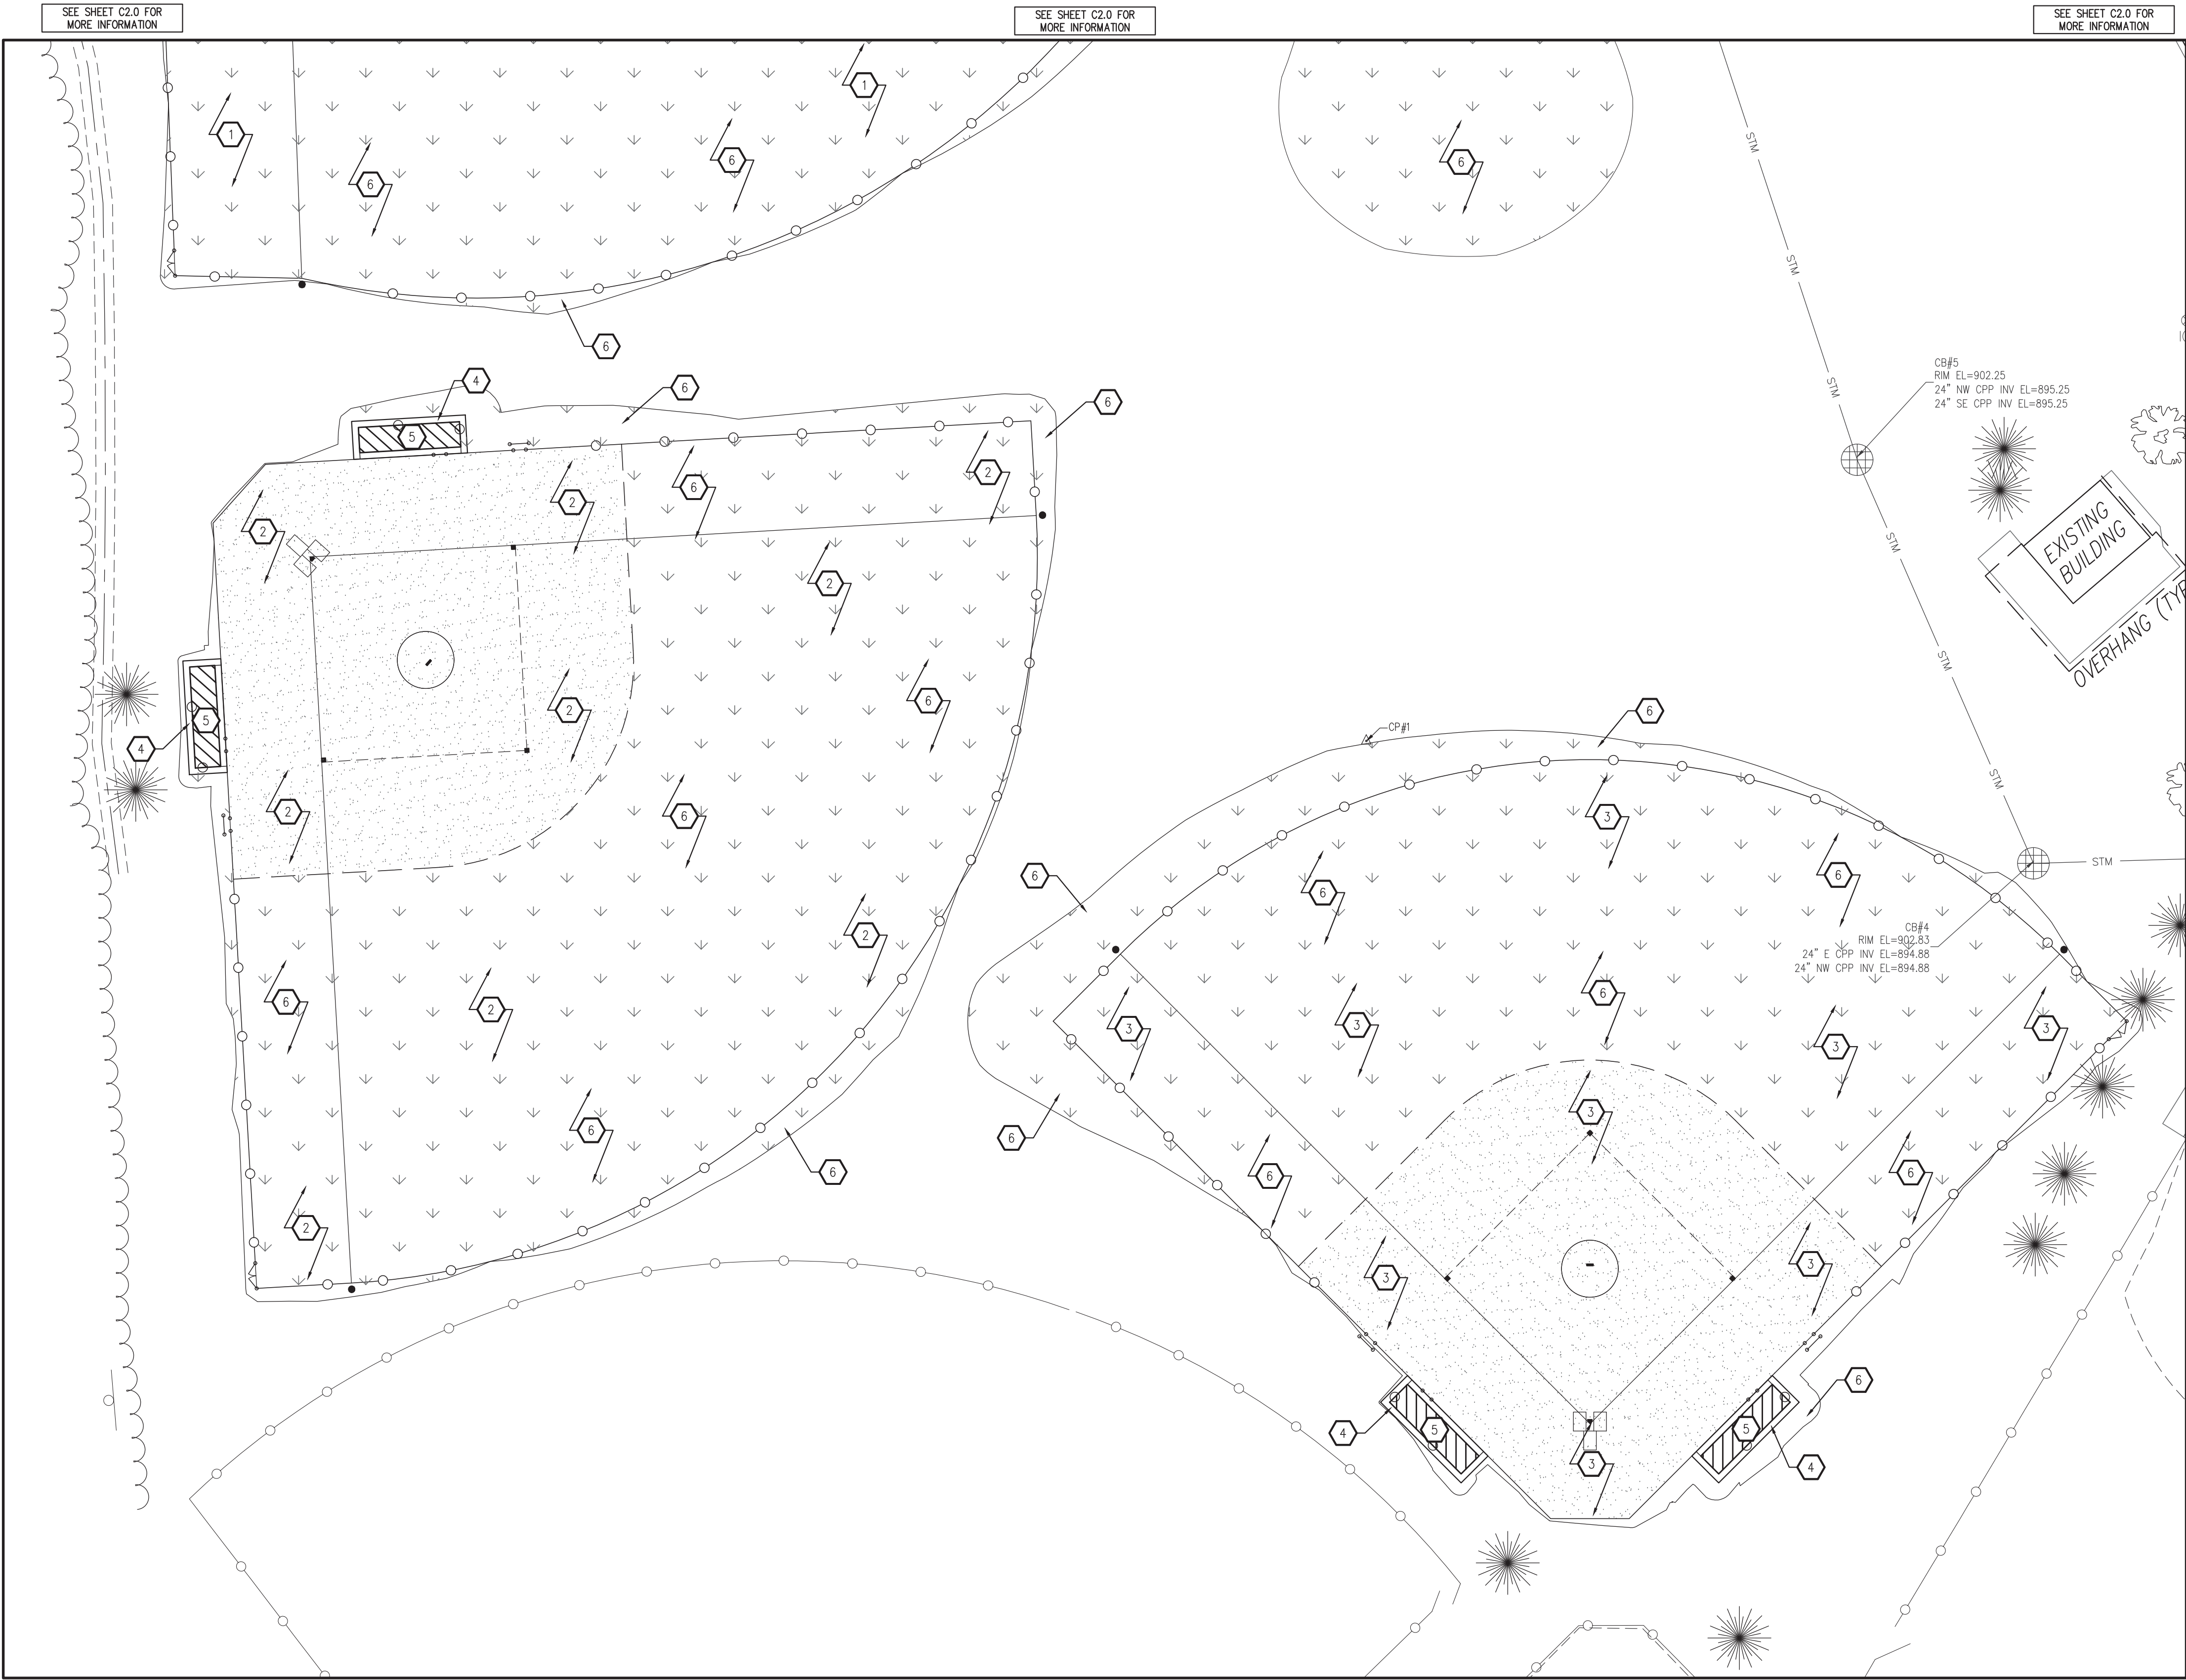 SEE SHEET C2.0 FOR
MORE INFORMATION
SEE SHEET C2.0 FOR
MORE INFORMATION
SEE SHEET C2.0 FOR
MORE INFORMATION
1
1
6
6
6
STM
STM
6
CB#5
RIM EL=902.25
24" NW CPP INV EL=895.25
24" SE CPP INV EL=895.25
STM
4
6
6
5
2
6
2
2
STM
EXISTING
BUILDING
2
OVERHANG
STM
6
2
5
4
6
CP#1
STM
2
6
3
STM
6
6
6
2
CB#4
RIM EL=902.83
24" E CPP INV EL=894.88
24" NW CPP INV EL=894.88
6
2
6
3
3
3
3
6
6
3
6
6
6
2
3
3
6
4
5
5
3
4